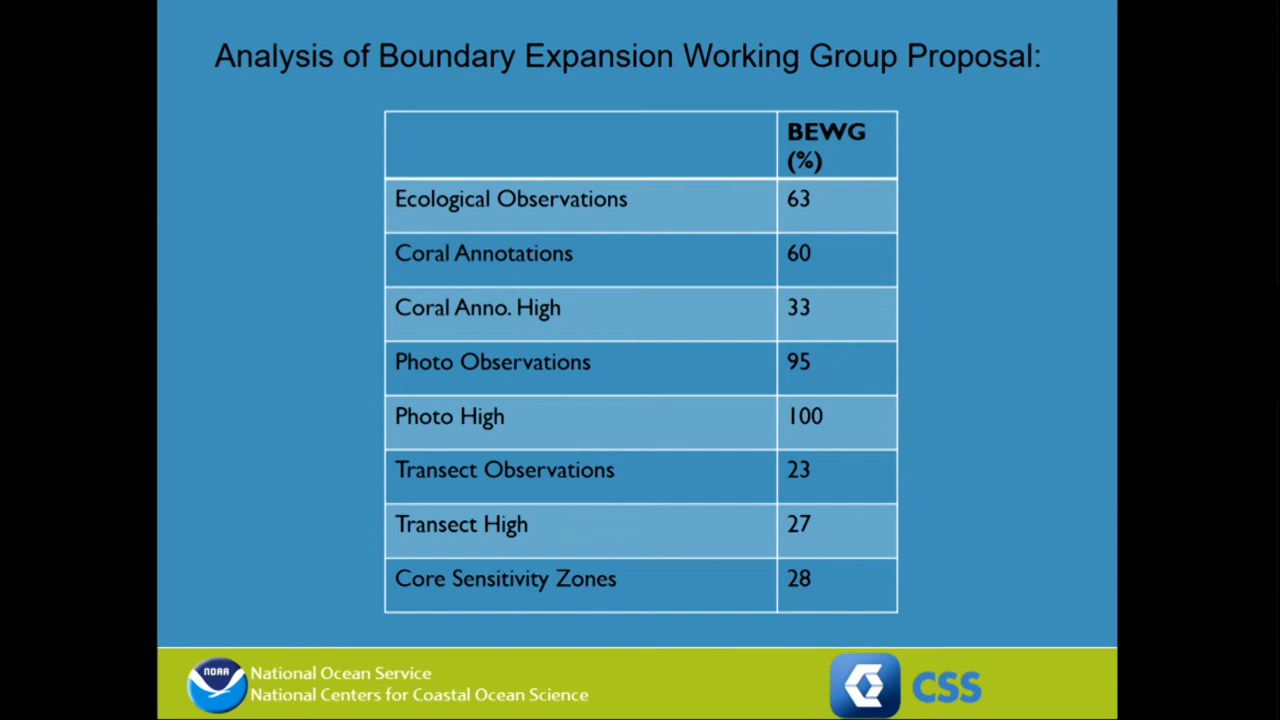 Analysis of Boundary Expansion Working Group Proposal:
BEWG
(%)
Ecological Observations 63
Coral Annotations 60
Coral Anno. High 33
Photo Observations 95
Photo High 100
Transect Observations 23
Transect High 27
Core Sensitivity Zones 28
NOAA
National Ocean Service
National Centers for Coastal Ocean Science
CSS